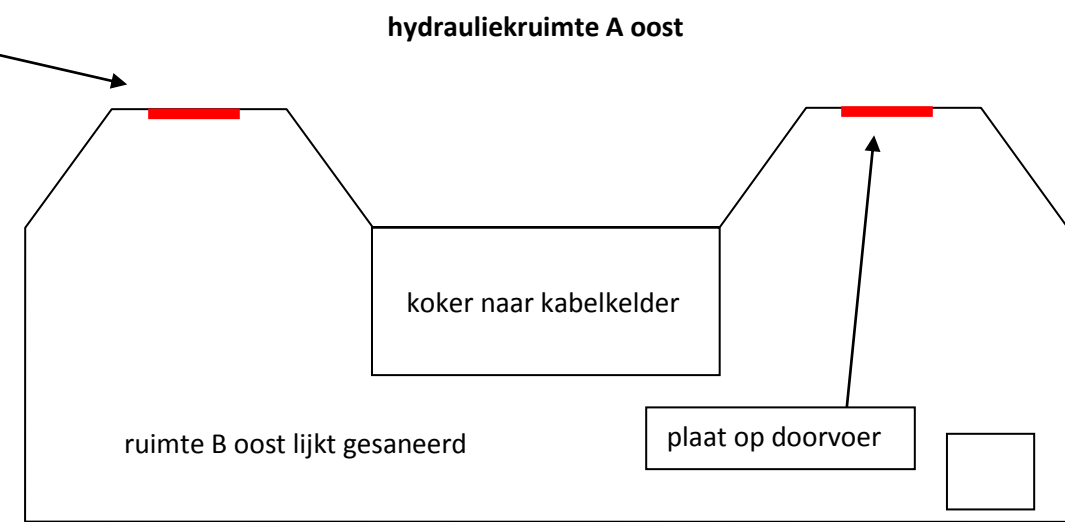 hydrauliekruimte A oost
koker naar kabelkelder
ruimte B oost lijkt gesaneerd
plaat op doorvoer